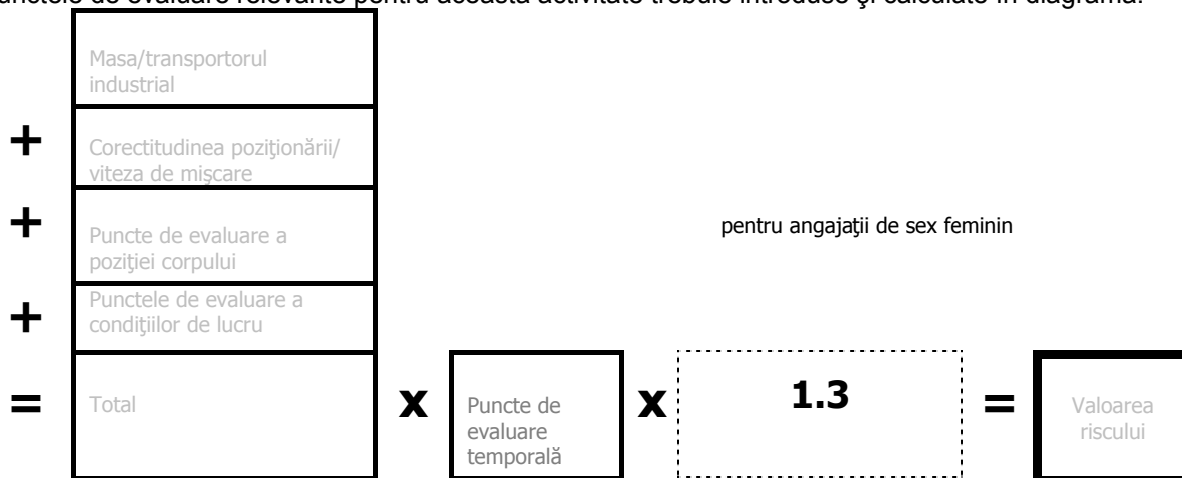 unctele de evaluare relevante pentru această activitate trebuie introduse şi calculate în diagramă.
Masa/transportorul
industrial
+
Corectitudinea poziţionării/
viteza de mişcare
+
Puncte de evaluare a
poziţiei corpului
pentru angajaţii de sex feminin
+
Punctele de evaluare a
condiţiilor de lucru
=
Total
x
Puncte de
evaluare
temporală
x
1.3
=
Valoarea
riscului